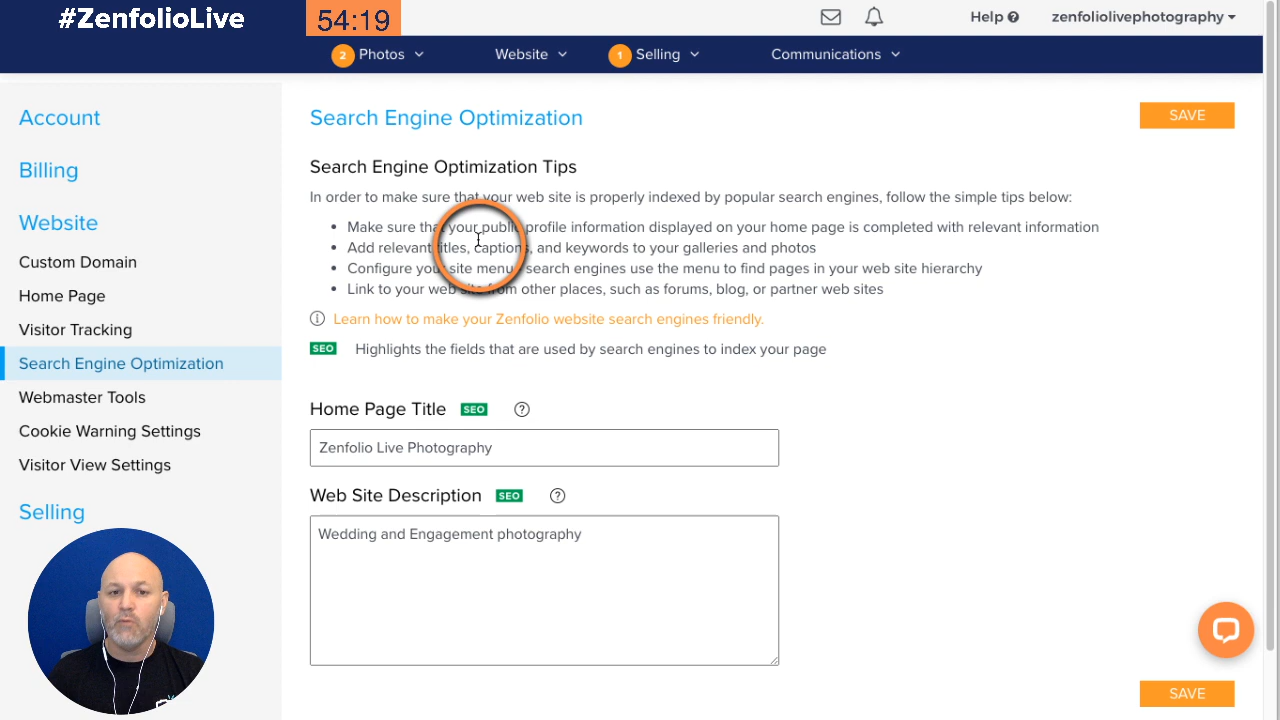 #ZenfolioLive
54:19
Help
zenfoliolivephotography
2 Photos
Website
1 Selling
Communications
Account
Billing
Website
Custom Domain
Home Page
Visitor Tracking
Search Engine Optimization
Webmaster Tools
Cookie Warning Settings
Visitor View Settings
Selling
Search Engine Optimization
SAVE
Search Engine Optimization Tips
In order to make sure that your web site is properly indexed by popular search engines, follow the simple tips below:
• Make sure that your public profile information displayed on your home page is completed with relevant information
• Add relevant titles, captions, and keywords to your galleries and photos
• Configure your site menu, search engines use the menu to find pages in your web site hierarchy
• Link to your web site from other places, such as forums, blog, or partner web sites
Learn how to make your Zenfolio website search engines friendly.
SEO Highlights the fields that are used by search engines to index your page
Home Page Title SEO
Zenfolio Live Photography
Web Site Description SEO
Wedding and Engagement photography
SAVE